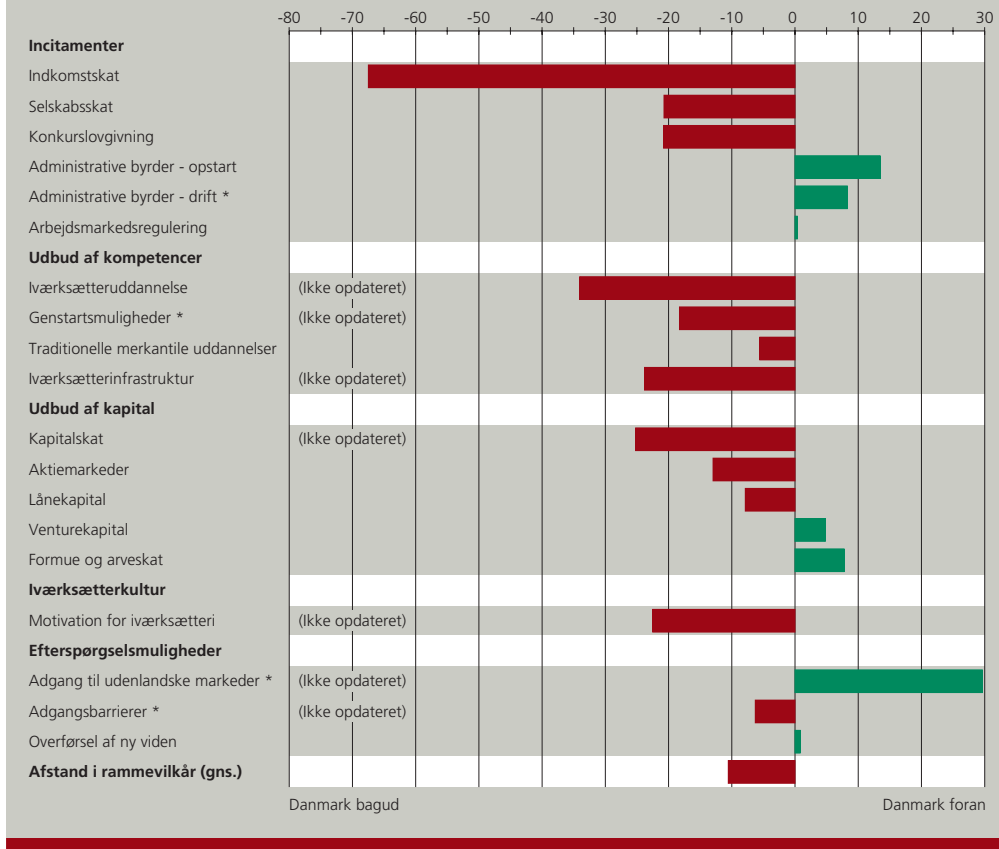 -80 -70 -60 -50 -40 -30 -20 -10 0 10 20 30
Incitamenter
Indkomstskat
Selskabsskat
Konkurslovgivning
Administrative byrder - opstart
Administrative byrder - drift *
Arbejdsmarkedsregulering
Udbud af kompetencer
Iværksætteruddannelse (Ikke opdateret)
Genstartsmuligheder * (Ikke opdateret)
Traditionelle merkantile uddannelser
Iværksætterinfrastruktur (Ikke opdateret)
Udbud af kapital
Kapitalskat (Ikke opdateret)
Aktiemarkeder
Lånekapital
Venturekapital
Formue og arveskat
Iværksætterkultur
Motivation for iværksætteri (Ikke opdateret)
Efterspørgselsmuligheder
Adgang til udenlandske markeder * (Ikke opdateret)
Adgangsbarrierer * (Ikke opdateret)
Overførsel af ny viden
Afstand i rammevilkår (gns.)
Danmark bagud Danmark foran